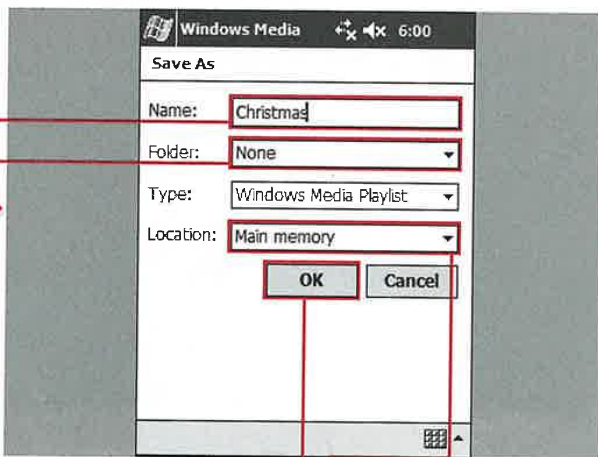 Windows Media 6:00
Save As
Name: Christmas
Folder: None
Type: Windows Media Playlist
Location: Main memory
OK Cancel